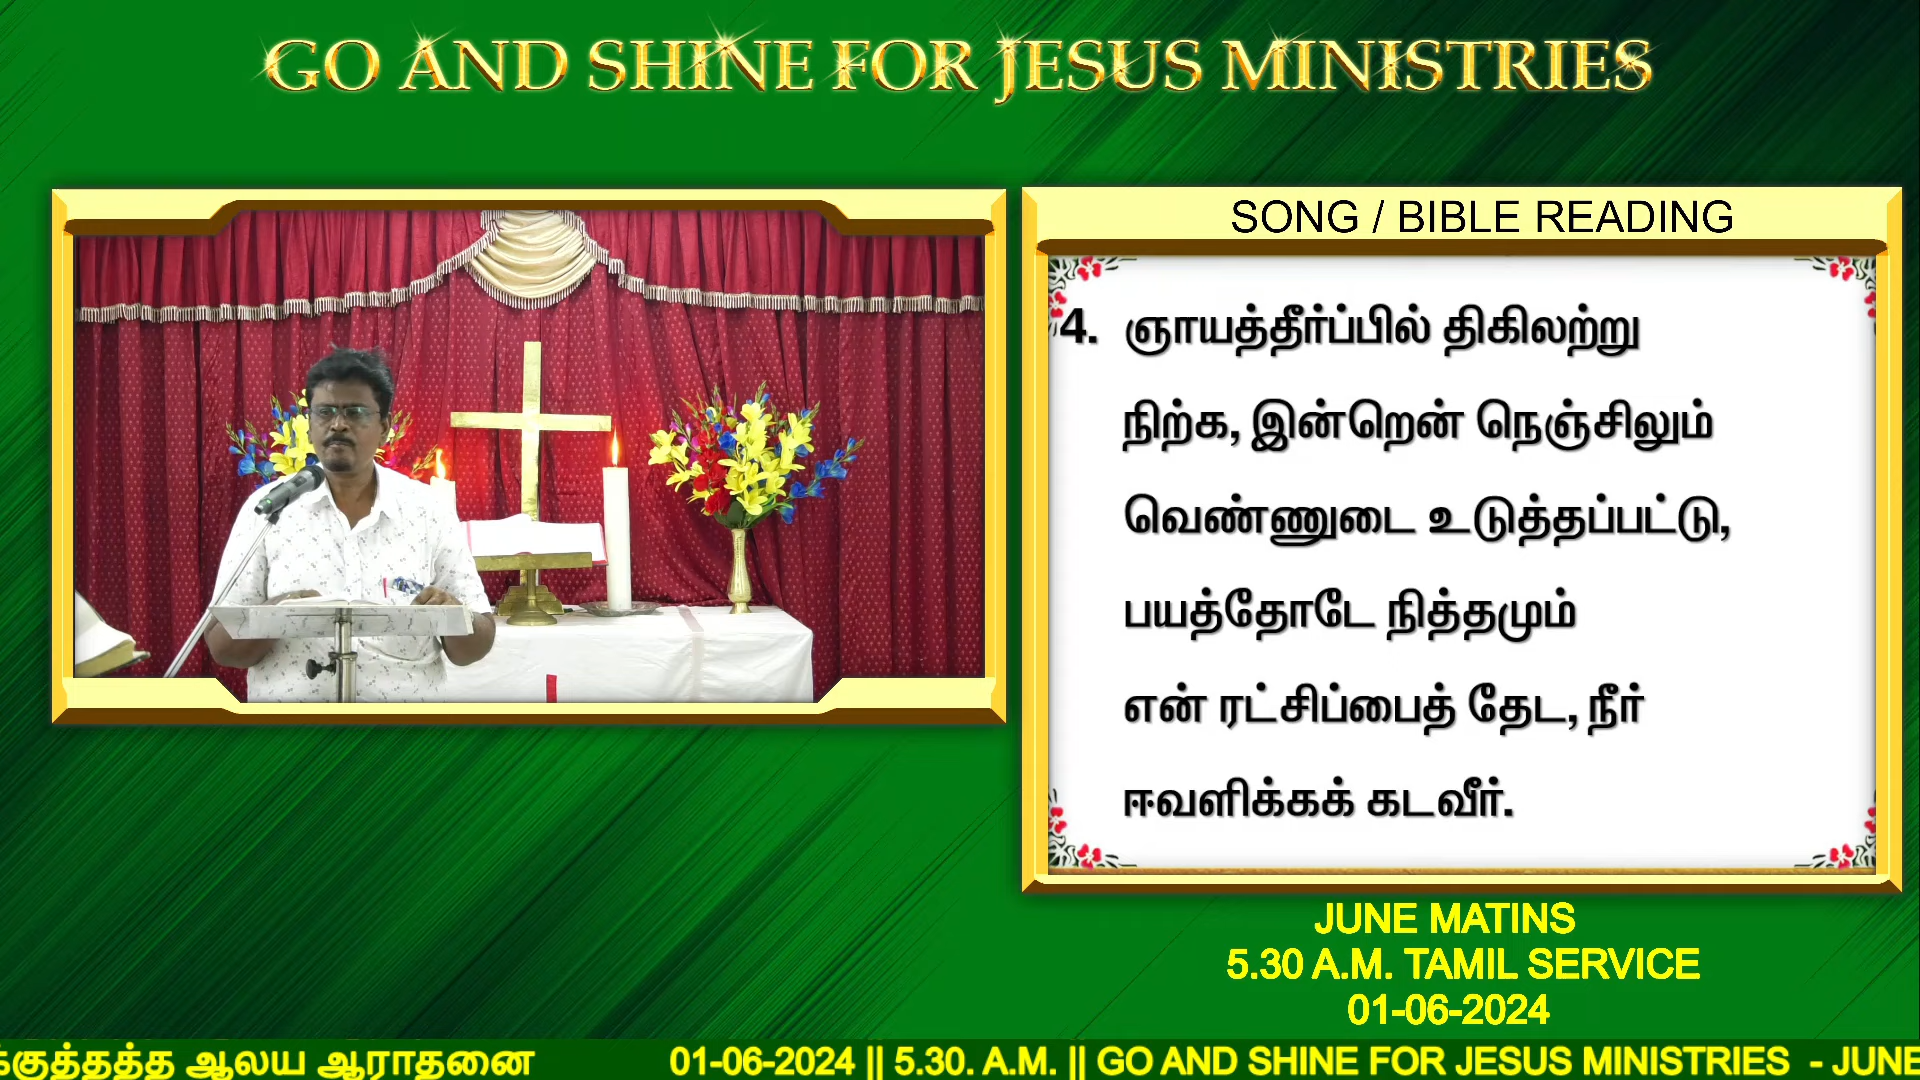 GO AND SHINE FOR JESUS MINISTRIES
SONG / BIBLE READING
4. ஞாயத்தீர்ப்பில் திகிலற்று
நிற்க, இன்றென் நெஞ்சிலும்
வெண்ணுடை உடுத்தப்பட்டு,
பயத்தோடே நித்தமும்
என் ரட்சிப்பைத் தேட, நீர்
ஈவளிக்கக் கடவீர்.
JUNE MATINS
5.30 A.M. TAMIL SERVICE
01-06-2024
ஆலய ஆராதனை 01-06-2024 || 5.30. A.M. || GO AND SHINE FOR JESUS MINISTRIES - JUNE